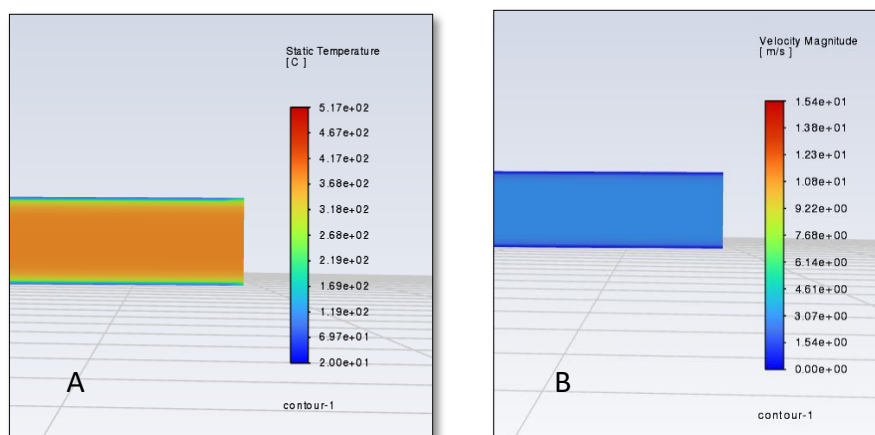 Static Temperature
[ C ]
5.17e+02
4.67e+02
4.17e+02
3.68e+02
3.18e+02
2.68e+02
2.19e+02
1.69e+02
1.19e+02
6.97e+01
2.00e+01
A
contour-1
Velocity Magnitude
[ m/s ]
1.54e+01
1.38e+01
1.23e+01
1.08e+01
9.22e+00
7.68e+00
6.14e+00
4.61e+00
3.07e+00
1.54e+00
0.00e+00
B
contour-1